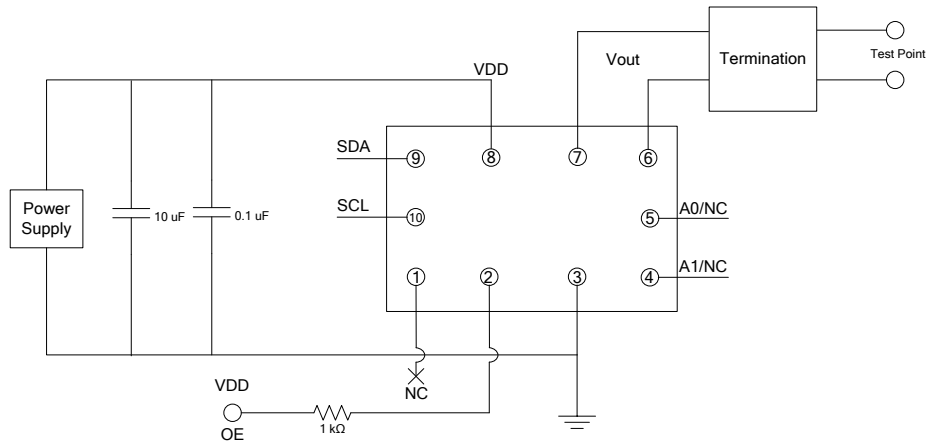 Vout
Termination
Test Point
VDD
SDA
9
8
7
6
Power
Supply
10 uF
0.1 uF
SCL
10
5
A0/NC
1
2
3
4
A1/NC
NC
VDD
OE
1 kΩ